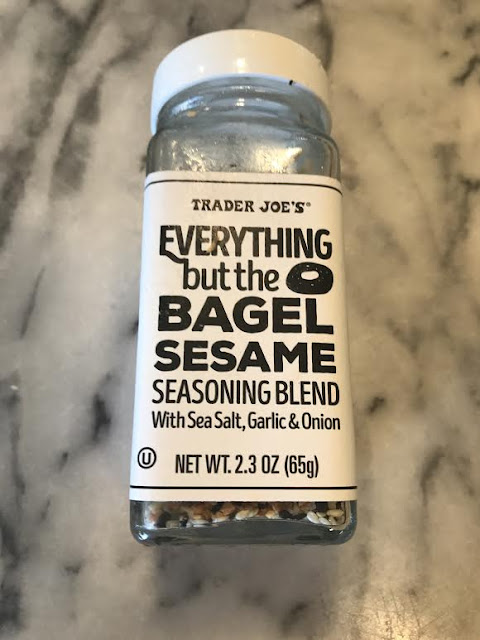 TRADER JOE'S®
EVERYTHING
but the
BAGEL
SESAME
SEASONING BLEND
With Sea Salt, Garlic & Onion
U NET WT. 2.3 OZ (65g)